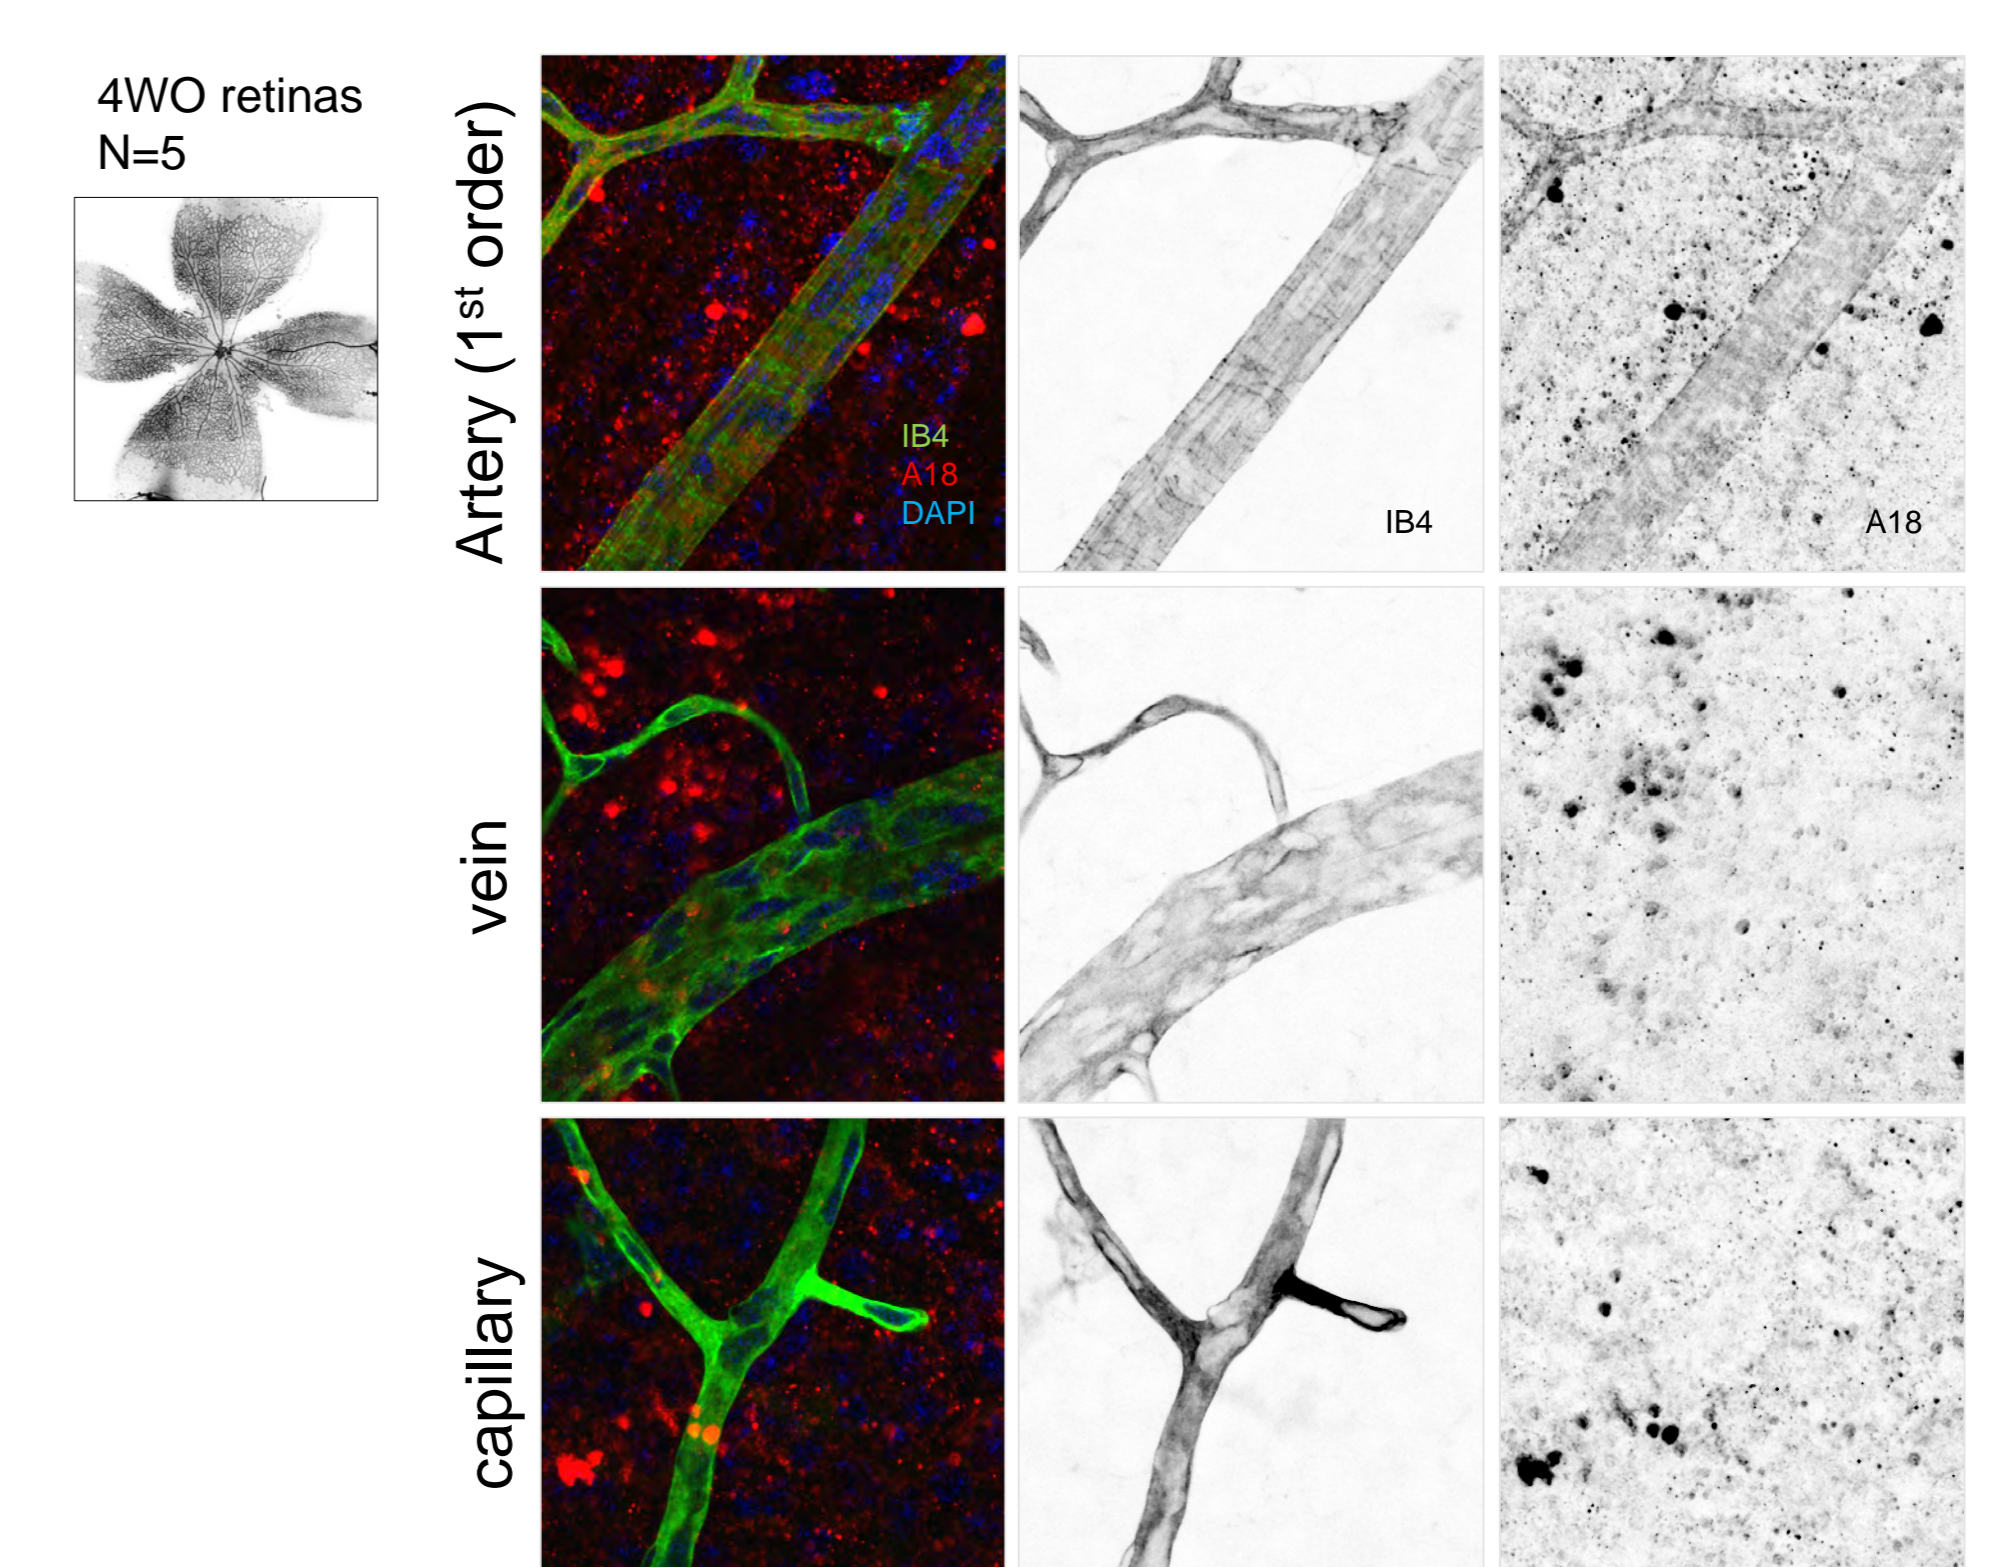 4WO retinas
N=5
Artery (1st order)
IB4
A18
DAPI
IB4
A18
vein
capillary